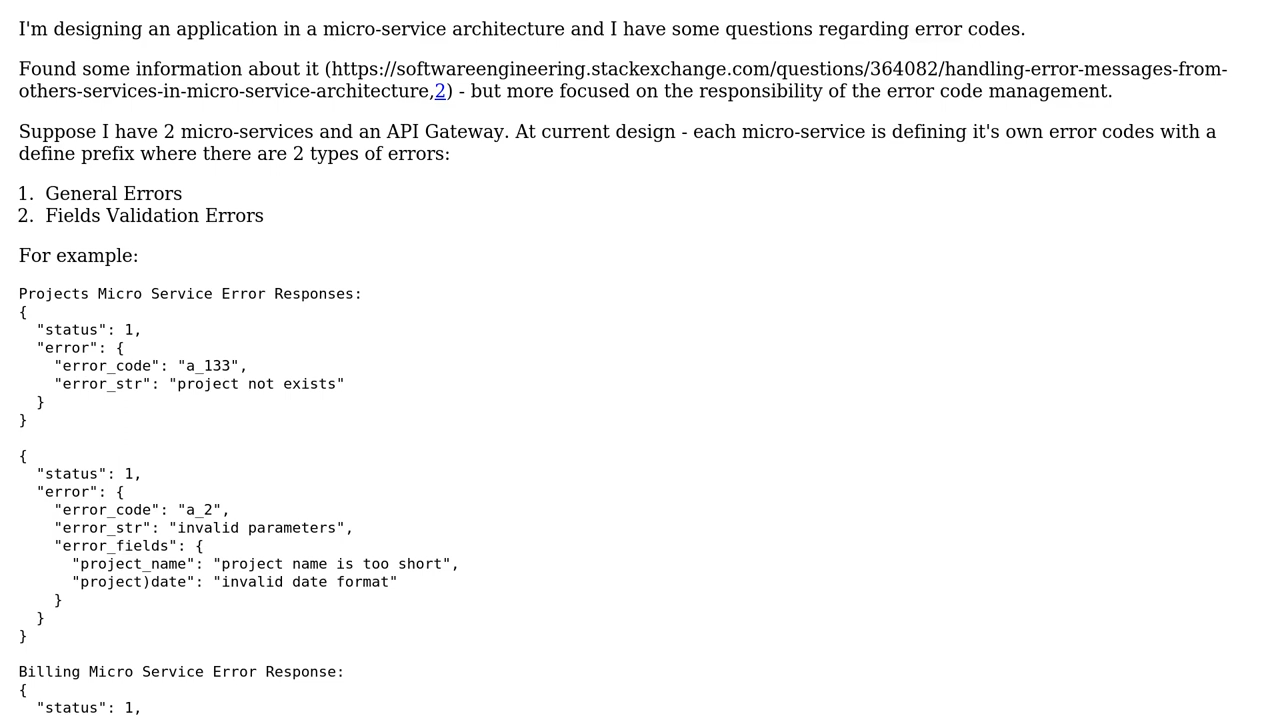 I'm designing an application in a micro-service architecture and I have some questions regarding error codes.
Found some information about it (https://softwareengineering.stackexchange.com/questions/364082/handling-error-messages-from-
others-services-in-micro-service-architecture,2) - but more focused on the responsibility of the error code management.
Suppose I have 2 micro-services and an API Gateway. At current design - each micro-service is defining it's own error codes with a
define prefix where there are 2 types of errors:
1. General Errors
2. Fields Validation Errors
For example:
Projects Micro Service Error Responses:
{
  "status": 1,
  "error": {
    "error_code": "a_133",
    "error_str": "project not exists"
  }
}
{
  "status": 1,
  "error": {
    "error_code": "a_2",
    "error_str": "invalid parameters",
    "error_fields": {
      "project_name": "project name is too short",
      "project)date": "invalid date format"
    }
  }
}
Billing Micro Service Error Response:
{
  "status": 1,